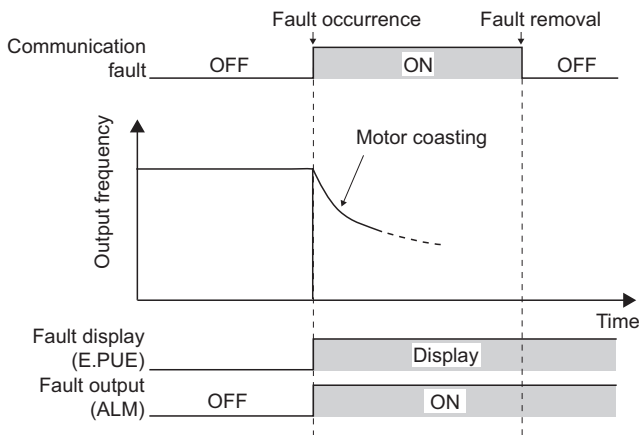 Fault occurrence
Fault removal
Communication
fault
OFF
ON
OFF
Output frequency
Motor coasting
Time
Fault display
(E.PUE)
Display
Fault output
(ALM)
OFF
ON